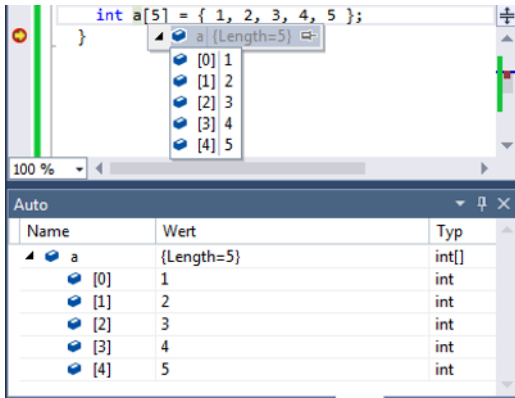 int a[5] = { 1, 2, 3, 4, 5 };
}
a {Length=5}
[0] 1
[1] 2
[2] 3
[3] 4
[4] 5
100 %
Auto
Name Wert Typ
a {Length=5} int[]
[0] 1 int
[1] 2 int
[2] 3 int
[3] 4 int
[4] 5 int